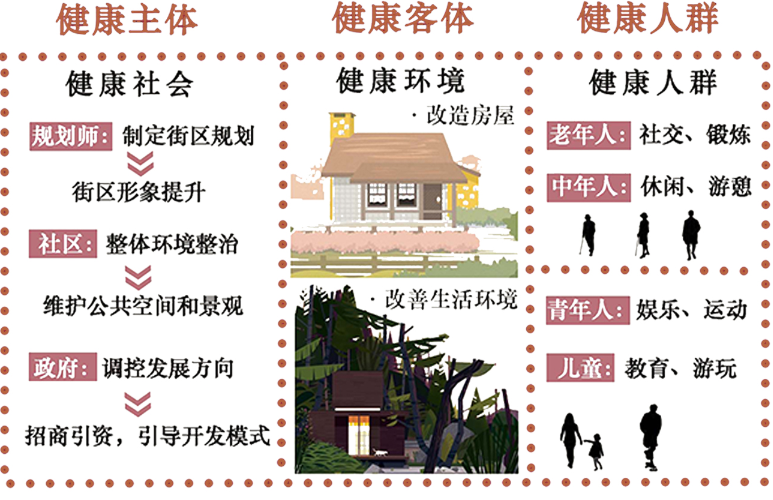 健康主体
健康社会
规划师：制定街区规划
街区形象提升
社区：整体环境整治
维护公共空间和景观
政府：调控发展方向
招商引资，引导开发模式
健康客体
健康环境
·改造房屋
·改善生活环境
健康人群
健康人群
老年人：社交、锻炼
中年人：休闲、游憩
青年人：娱乐、运动
儿童：教育、游玩